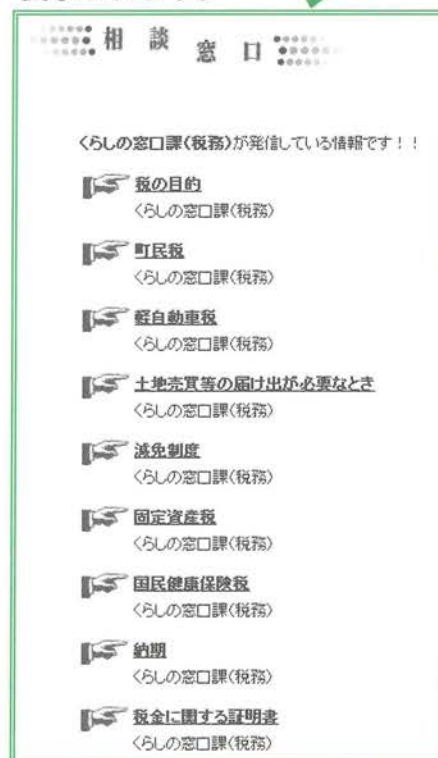 相談窓口
くらしの窓口課(税務)が発信している情報です！！
税の目的
くらしの窓口課(税務)
町民税
くらしの窓口課(税務)
軽自動車税
くらしの窓口課(税務)
土地売買等の届け出が必要なとき
くらしの窓口課(税務)
減免制度
くらしの窓口課(税務)
固定資産税
くらしの窓口課(税務)
国民健康保険税
くらしの窓口課(税務)
納期
くらしの窓口課(税務)
税金に関する証明書
くらしの窓口課(税務)